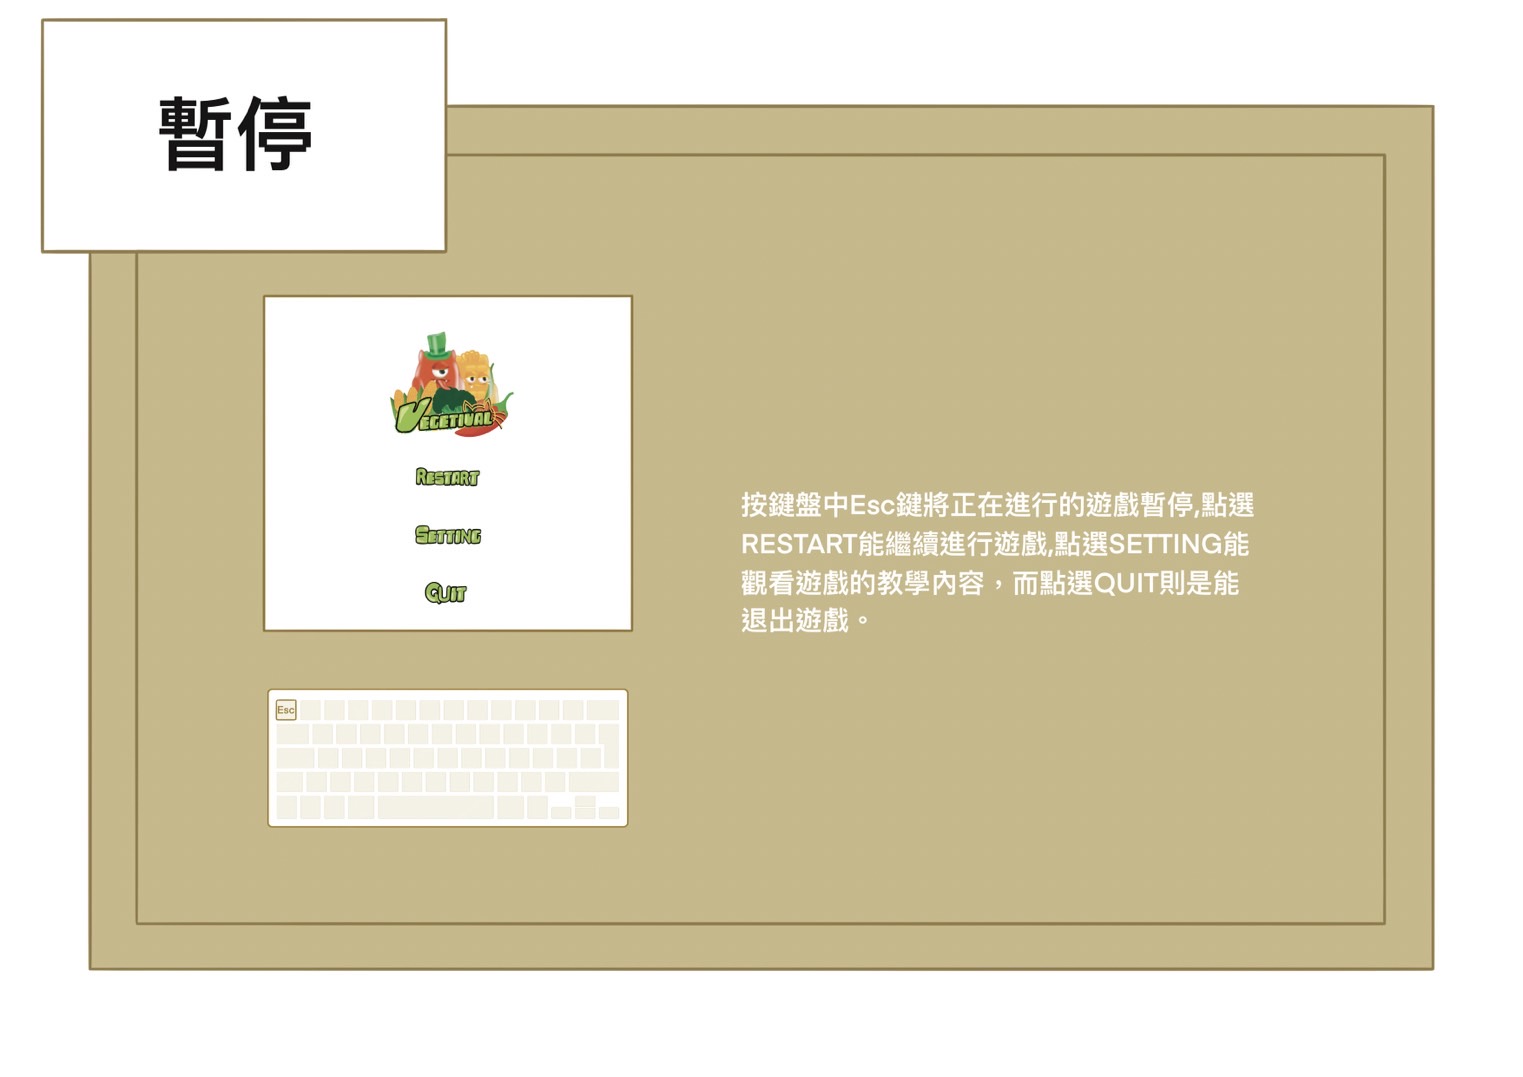 暫停
VEGETIVAL
RESTART
SETTING
QUIT
按鍵盤中Esc鍵將正在進行的遊戲暫停,點選
RESTART能繼續進行遊戲,點選SETTING能
觀看遊戲的教學內容，而點選QUIT則是能
退出遊戲。
Esc